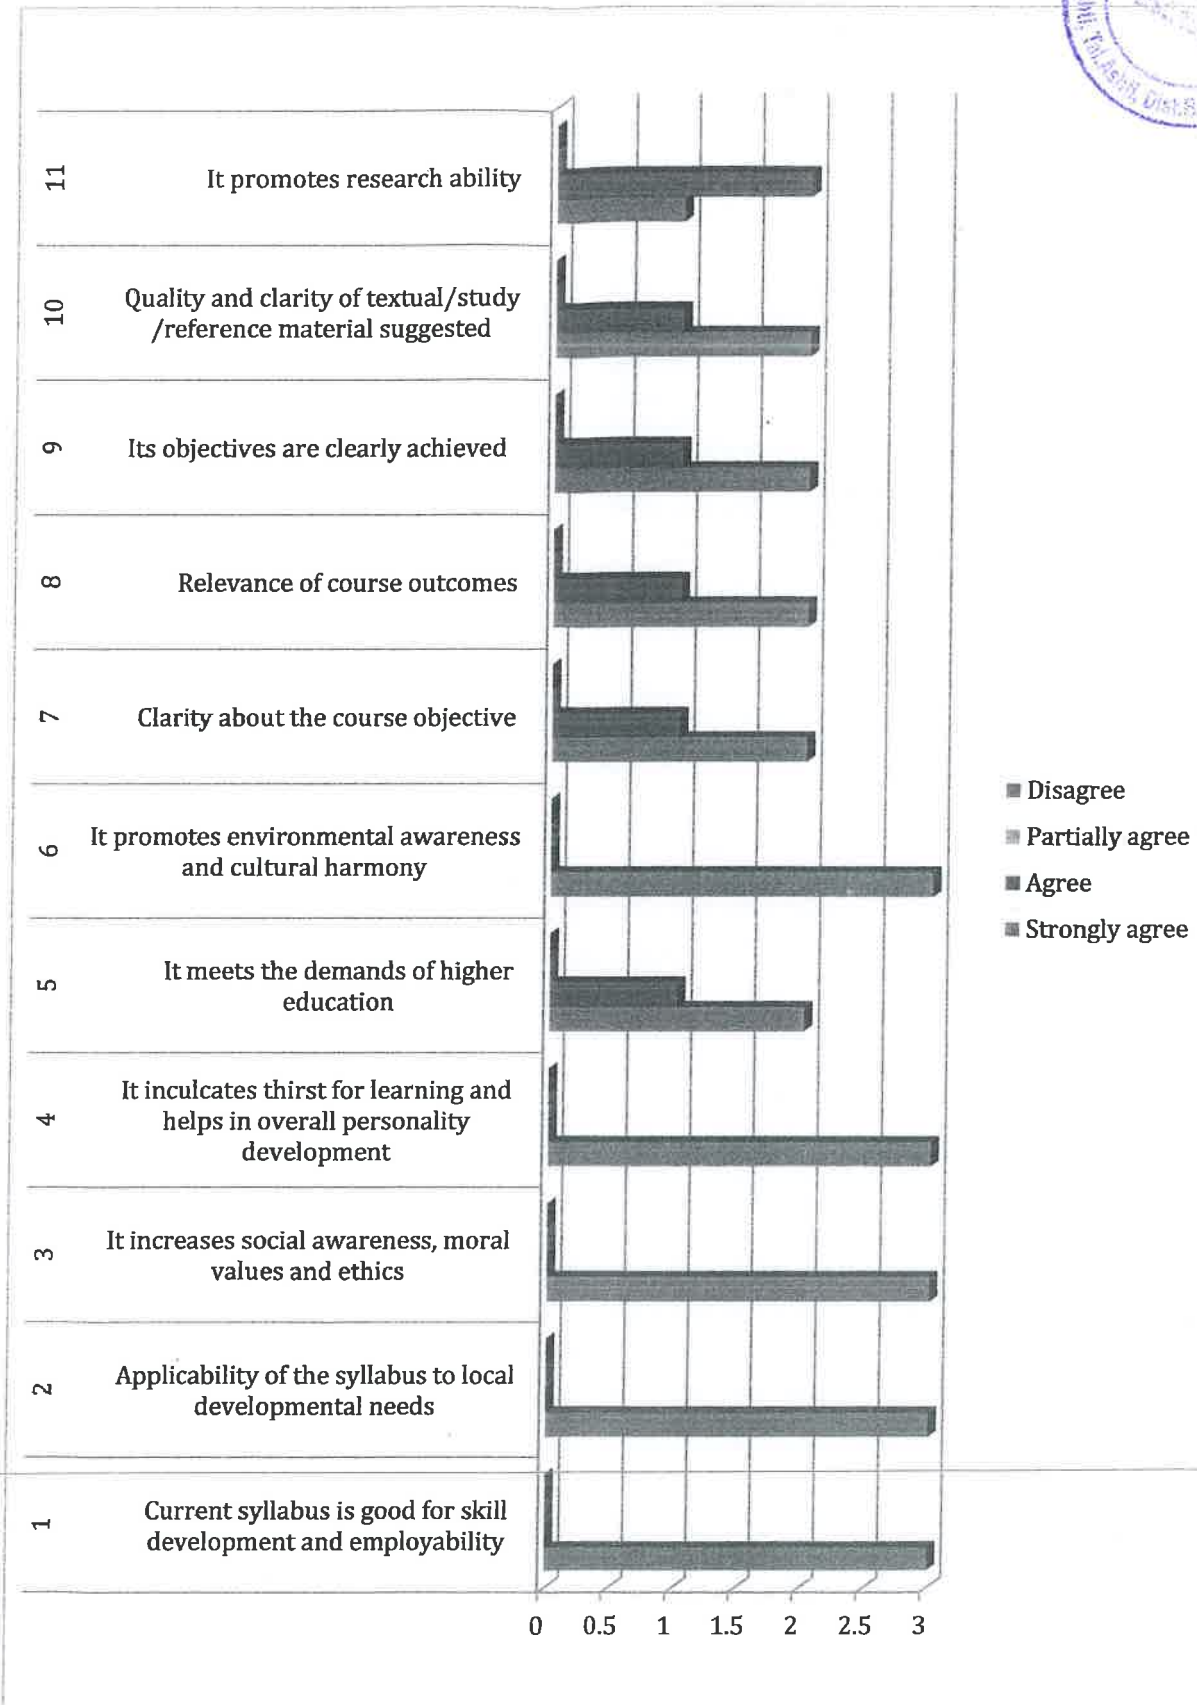 Tal.Ashti, Dist.B
11
It promotes research ability
10
Quality and clarity of textual/study
/reference material suggested
9
Its objectives are clearly achieved
8
Relevance of course outcomes
7
Clarity about the course objective
6
It promotes environmental awareness
and cultural harmony
5
It meets the demands of higher
education
4
It inculcates thirst for learning and
helps in overall personality
development
3
It increases social awareness, moral
values and ethics
2
Applicability of the syllabus to local
developmental needs
1
Current syllabus is good for skill
development and employability
0 0.5 1 1.5 2 2.5 3
Disagree
Partially agree
Agree
Strongly agree